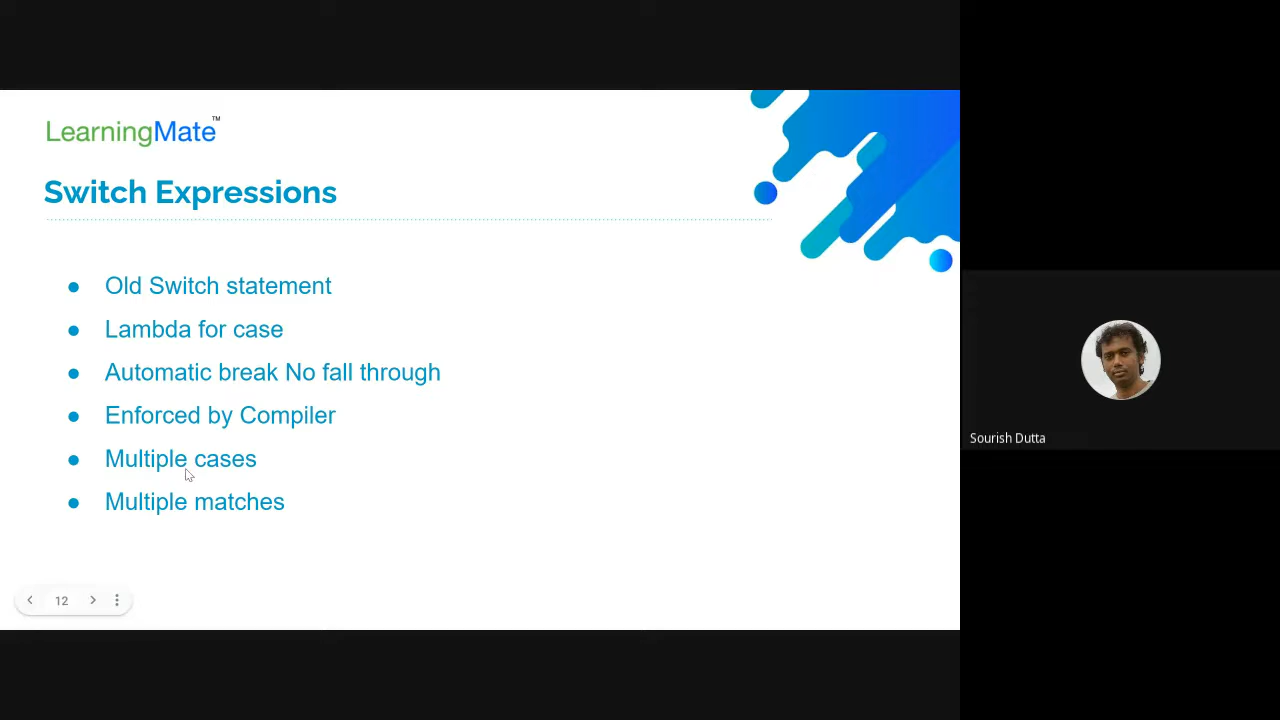 LearningMate™
Switch Expressions
● Old Switch statement
● Lambda for case
● Automatic break No fall through
● Enforced by Compiler
● Multiple cases
● Multiple matches
12
Sourish Dutta